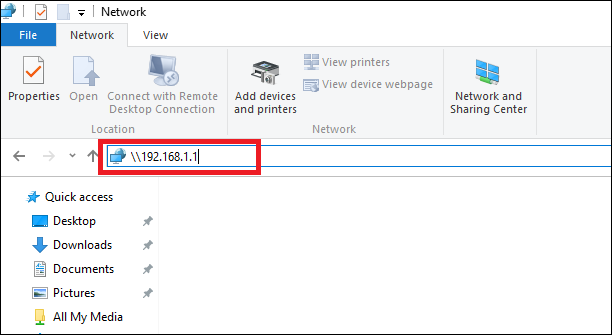 Network
File Network View
Properties Open Connect with Remote Desktop Connection
Add devices and printers
View printers
View device webpage
Network and Sharing Center
Location Network
\\192.168.1.1
Quick access
Desktop
Downloads
Documents
Pictures
All My Media